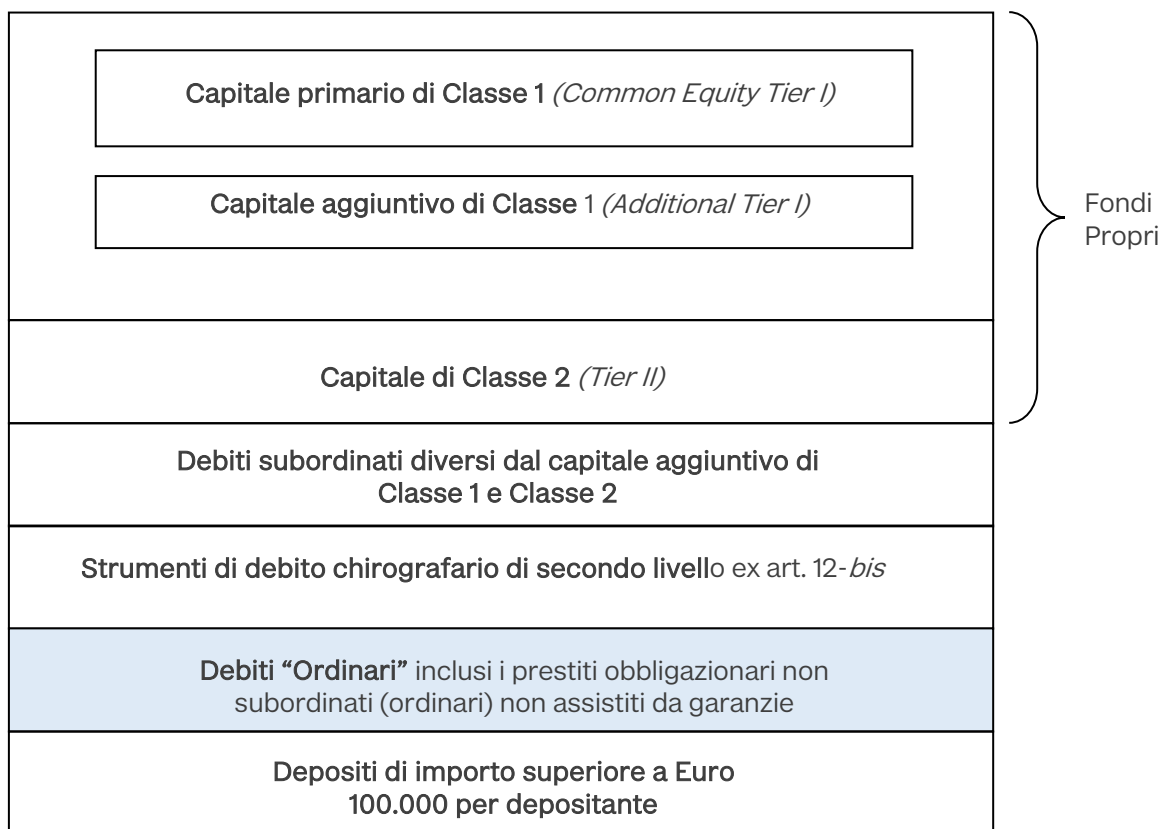 Capitale primario di Classe 1 (Common Equity Tier I)
Capitale aggiuntivo di Classe 1 (Additional Tier I)
Fondi
Propri
Capitale di Classe 2 (Tier II)
Debiti subordinati diversi dal capitale aggiuntivo di
Classe 1 e Classe 2
Strumenti di debito chirografario di secondo livello ex art. 12-bis
Debiti “Ordinari” inclusi i prestiti obbligazionari non
subordinati (ordinari) non assistiti da garanzie
Depositi di importo superiore a Euro
100.000 per depositante